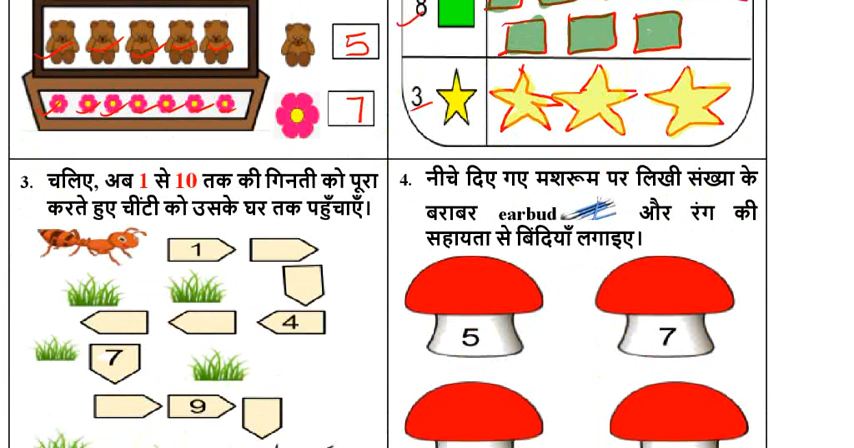 5
8
7
3
3. चलिए, अब 1 से 10 तक की गिनती को पूरा
करते हुए चींटी को उसके घर तक पहुँचाएँ।
1
4
7
9
4. नीचे दिए गए मशरूम पर लिखी संख्या के
बराबर earbud और रंग की
सहायता से बिंदियाँ लगाइए।
5 7